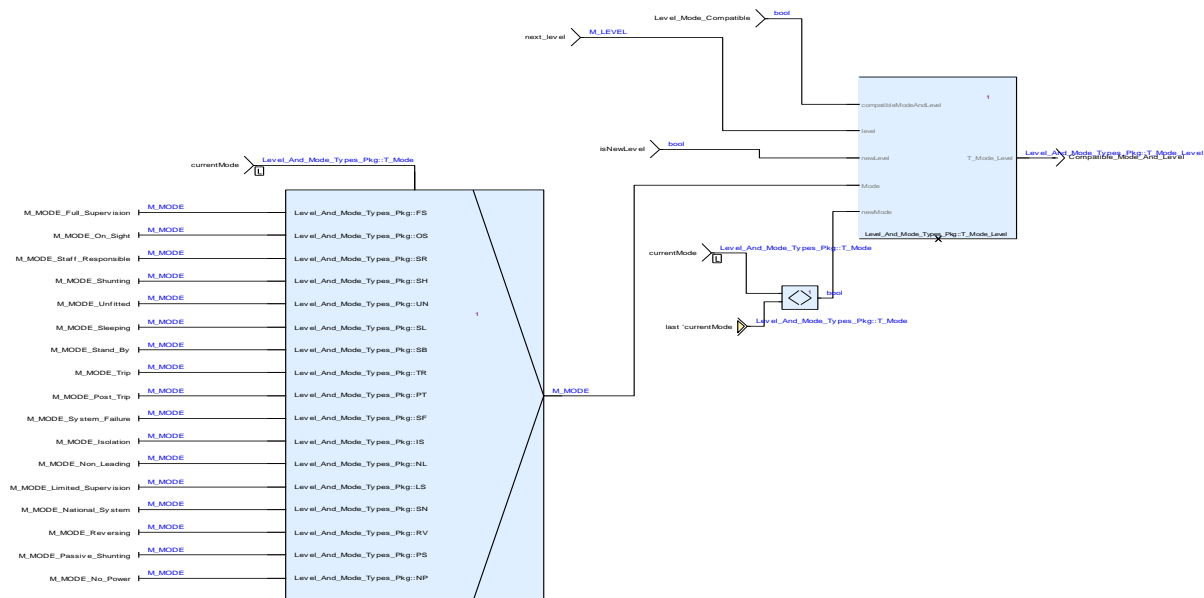 Level_Mode_Compatible
bool
next_level
M_LEVEL
1
compatibleModeAndLevel
level
isNewLevel
bool
newLevel
T_Mode_Level
Level_And_Mode_Types_Pkg::T_Mode_Level
Compatible_Mode_And_Level
currentMode
L
Level_And_Mode_Types_Pkg::T_Mode
Mode
newMode
Level_And_Mode_Types_Pkg::T_Mode_Level
M_MODE_Full_Supervision
M_MODE
Level_And_Mode_Types_Pkg::FS
M_MODE_On_Sight
M_MODE
Level_And_Mode_Types_Pkg::OS
currentMode
L
Level_And_Mode_Types_Pkg::T_Mode
M_MODE_Staff_Responsible
M_MODE
Level_And_Mode_Types_Pkg::SR
M_MODE_Shunting
M_MODE
Level_And_Mode_Types_Pkg::SH
<>
1
bool
M_MODE_Unfitted
M_MODE
Level_And_Mode_Types_Pkg::UN
1
last 'currentMode
Level_And_Mode_Types_Pkg::T_Mode
M_MODE_Sleeping
M_MODE
Level_And_Mode_Types_Pkg::SL
M_MODE_Stand_By
M_MODE
Level_And_Mode_Types_Pkg::SB
M_MODE_Trip
M_MODE
Level_And_Mode_Types_Pkg::TR
M_MODE_Post_Trip
M_MODE
Level_And_Mode_Types_Pkg::PT
M_MODE
M_MODE_System_Failure
M_MODE
Level_And_Mode_Types_Pkg::SF
M_MODE_Isolation
M_MODE
Level_And_Mode_Types_Pkg::IS
M_MODE_Non_Leading
M_MODE
Level_And_Mode_Types_Pkg::NL
M_MODE_Limited_Supervision
M_MODE
Level_And_Mode_Types_Pkg::LS
M_MODE_National_System
M_MODE
Level_And_Mode_Types_Pkg::SN
M_MODE_Reversing
M_MODE
Level_And_Mode_Types_Pkg::RV
M_MODE_Passive_Shunting
M_MODE
Level_And_Mode_Types_Pkg::PS
M_MODE_No_Power
M_MODE
Level_And_Mode_Types_Pkg::NP